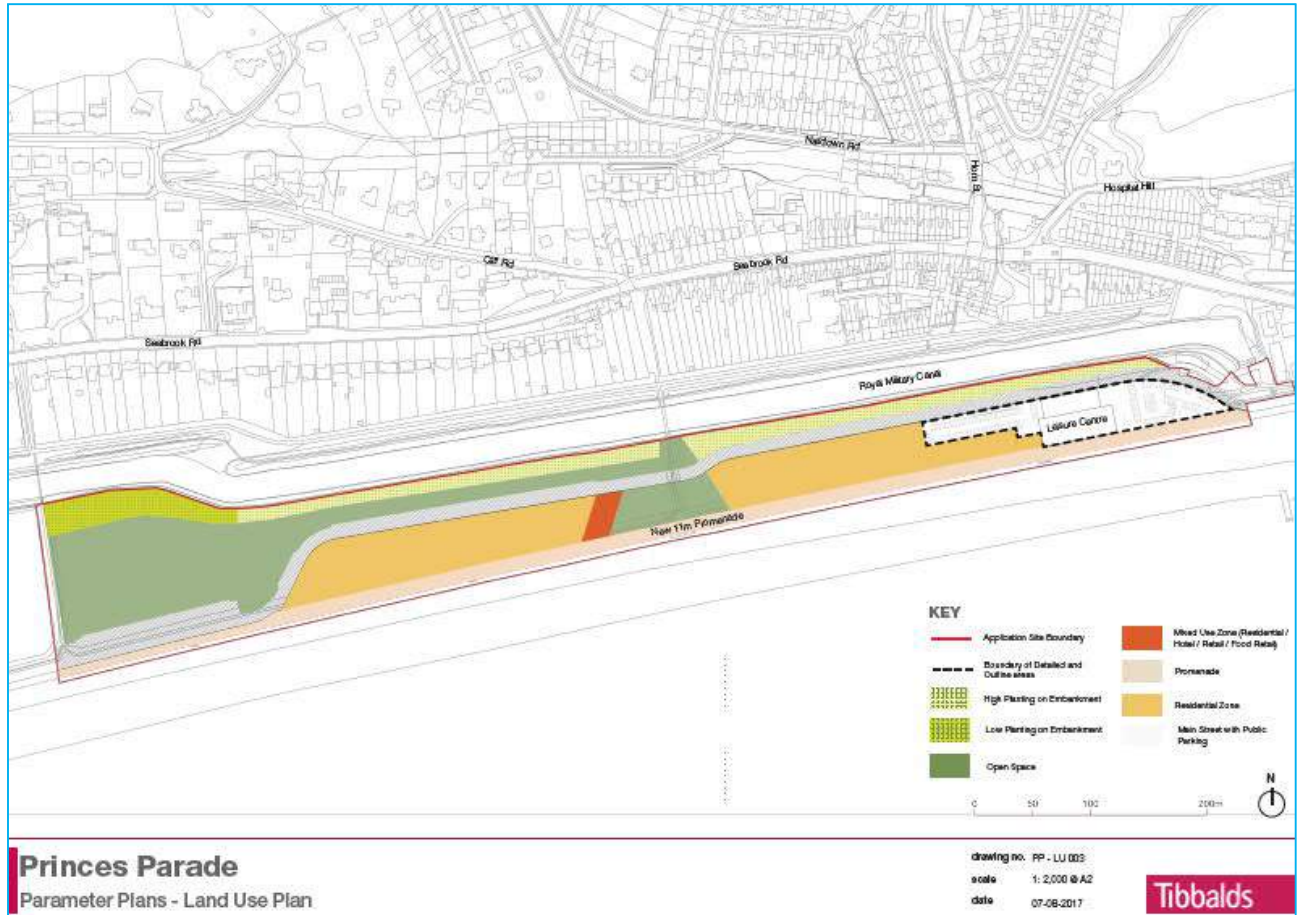 Naildown Rd
Horn St
Hospital Hill
Cliff Rd
Seabrook Rd
Seabrook Rd
Royal Military Canal
Leisure Centre
New 11m Promenade
KEY
Application Site Boundary
Boundary of Detailed and
Outline areas
High Planting on Embankment
Low Planting on Embankment
Open Space
Mixed Use Zone (Residential /
Hotel / Retail / Food Retail)
Promenade
Residential Zone
Main Street with Public
Parking
N
0 50 100 200m
Princes Parade
Parameter Plans - Land Use Plan
drawing no. PP - LU 003
scale 1: 2,000 @ A2
date 07-08-2017
Tibbalds